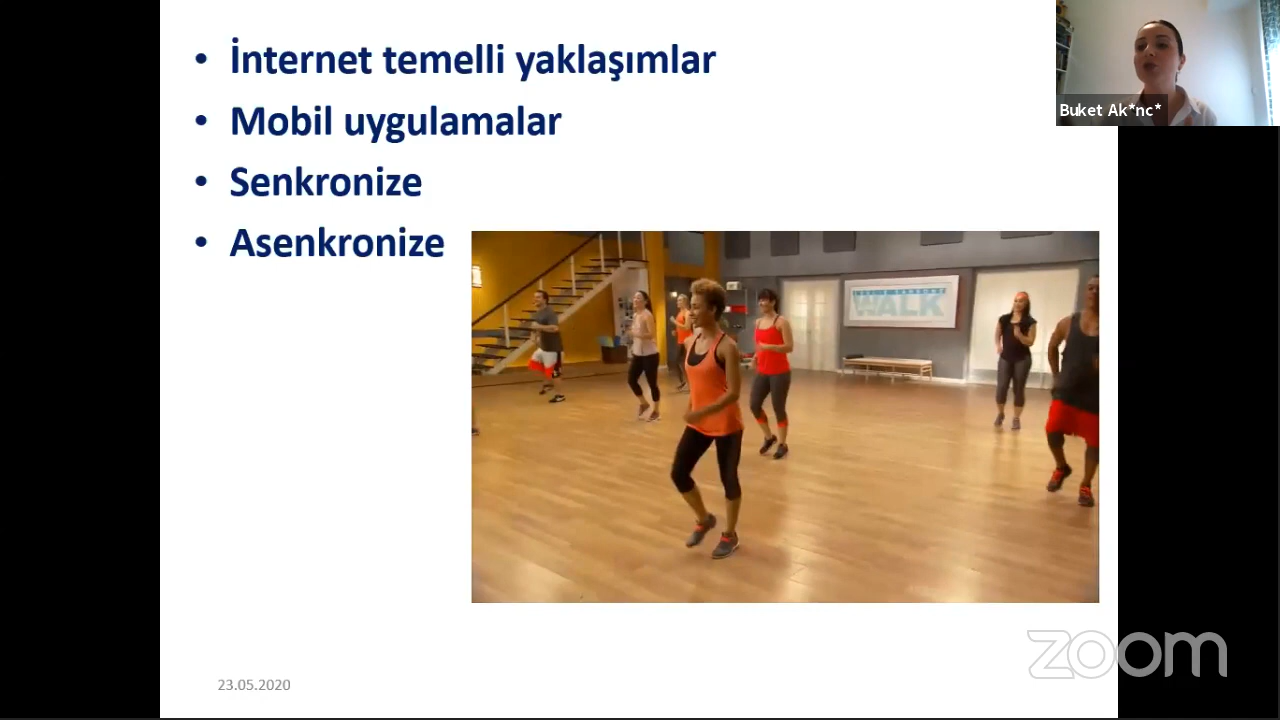 • İnternet temelli yaklaşımlar
• Mobil uygulamalar
• Senkronize
• Asenkronize
Buket Ak*nc*
WALK
23.05.2020
zoom